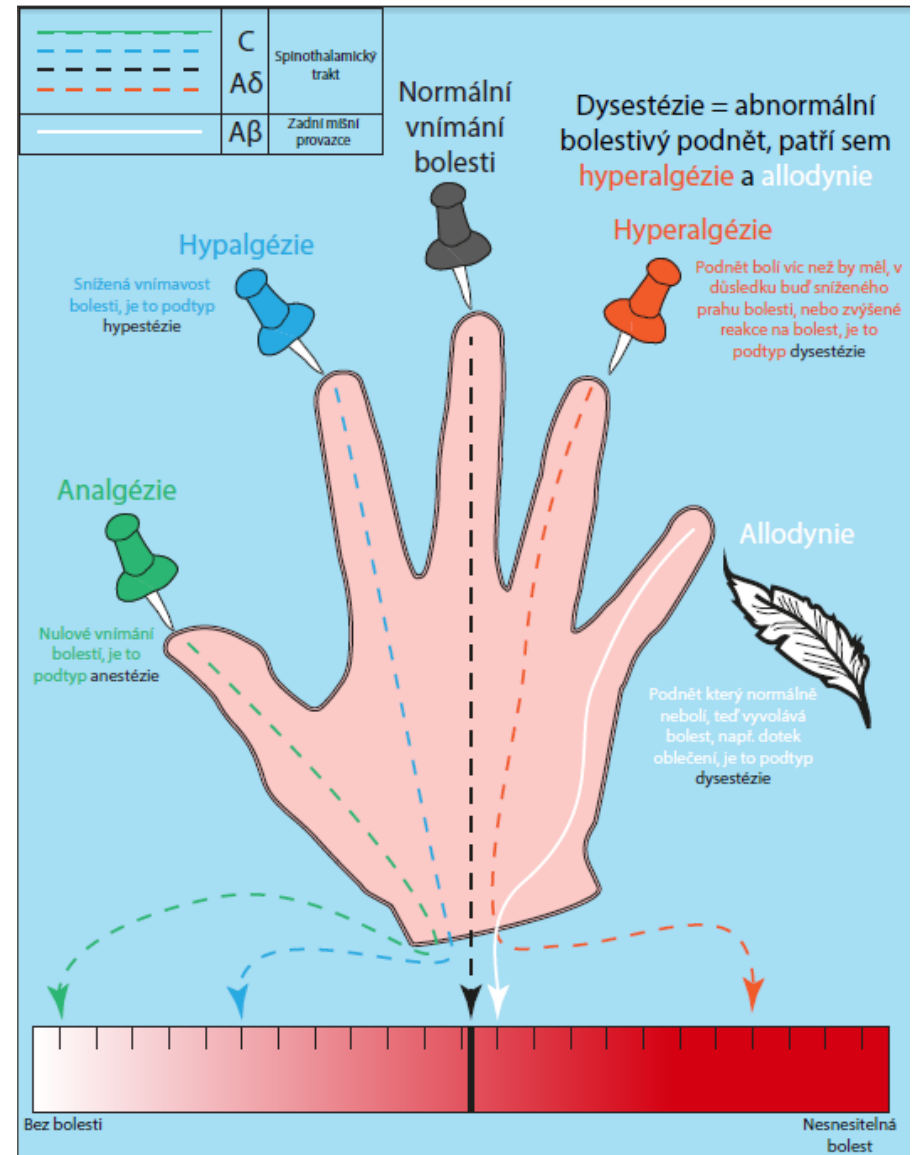 C
Aδ
Spinothalamický
trakt
Aβ
Zadní míšní
provazce
Normální
vnímání
bolesti
Dysestézie = abnormální
bolestivý podnět, patří sem
hyperalgézie a allodynie
Hypalgézie
Snížená vnímavost
bolesti, je to podtyp
hypestézie
Hyperalgézie
Podnět bolí víc než by měl, v
důsledku buď sníženého
prahu bolesti, nebo zvýšené
reakce na bolest, je to
podtyp dysestézie
Analgézie
Nulové vnímání
bolestí, je to
podtyp anestézie
Allodynie
Podnět který normálně
nebolí, teď vyvolává
bolest, např. dotek
oblečení, je to podtyp
dysestézie
Bez bolesti
Nesnesitelná
bolest